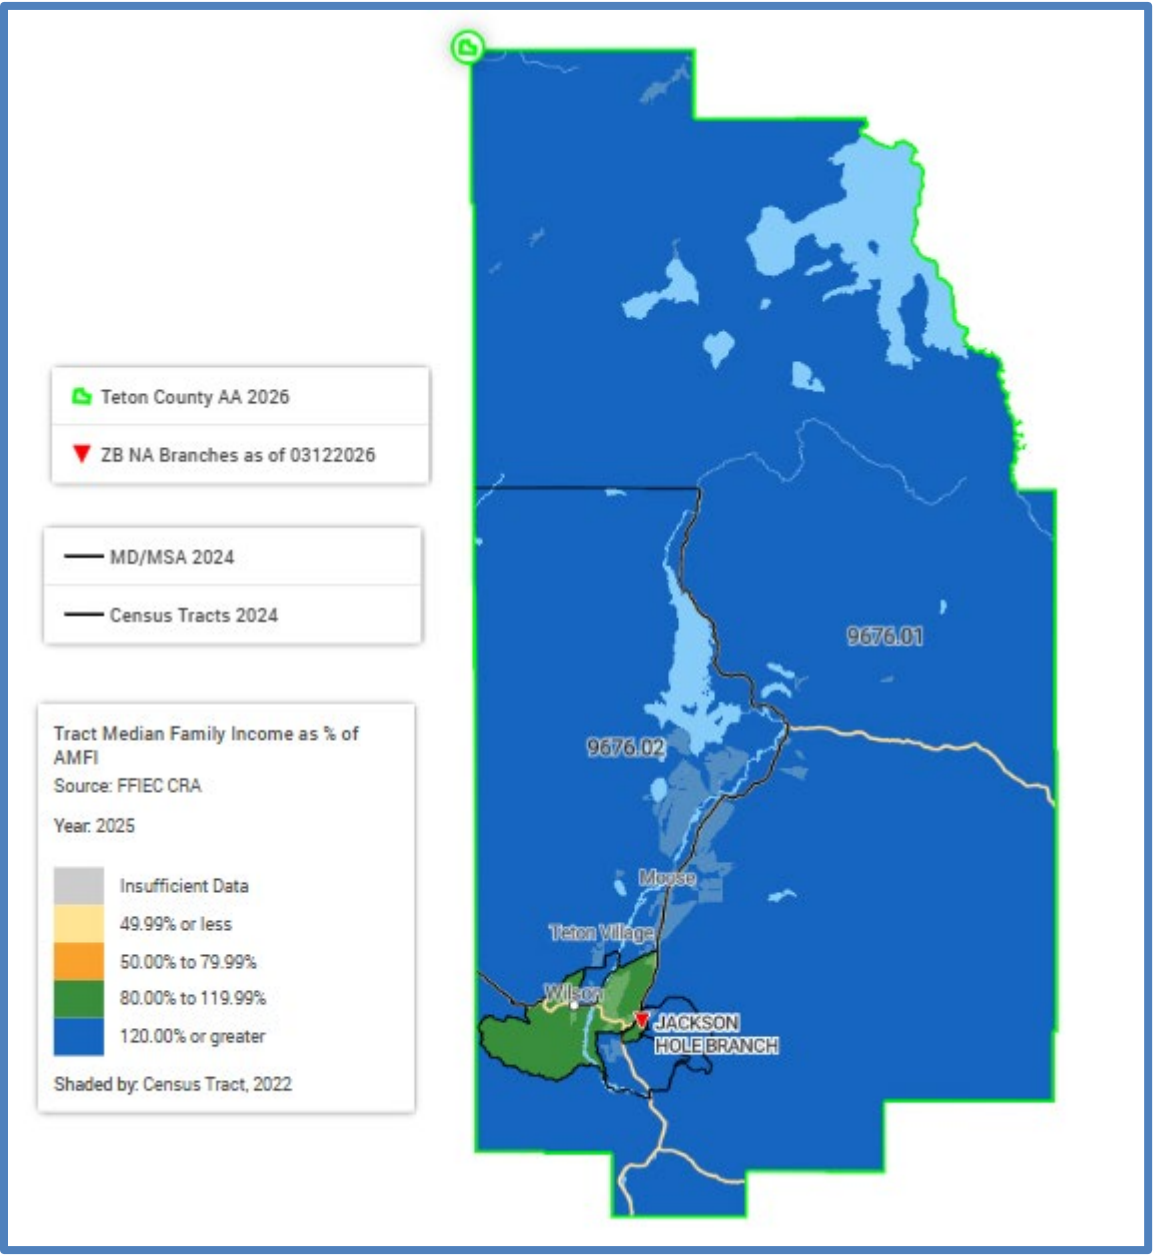 Teton County AA 2026
ZB NA Branches as of 03122026
MD/MSA 2024
Census Tracts 2024
Tract Median Family Income as % of
AMFI
Source: FFIEC CRA
Year: 2025
Insufficient Data
49.99% or less
50.00% to 79.99%
80.00% to 119.99%
120.00% or greater
Shaded by: Census Tract, 2022
9676.01
9676.02
Moose
Teton Village
Wilson
JACKSON
HOLE BRANCH